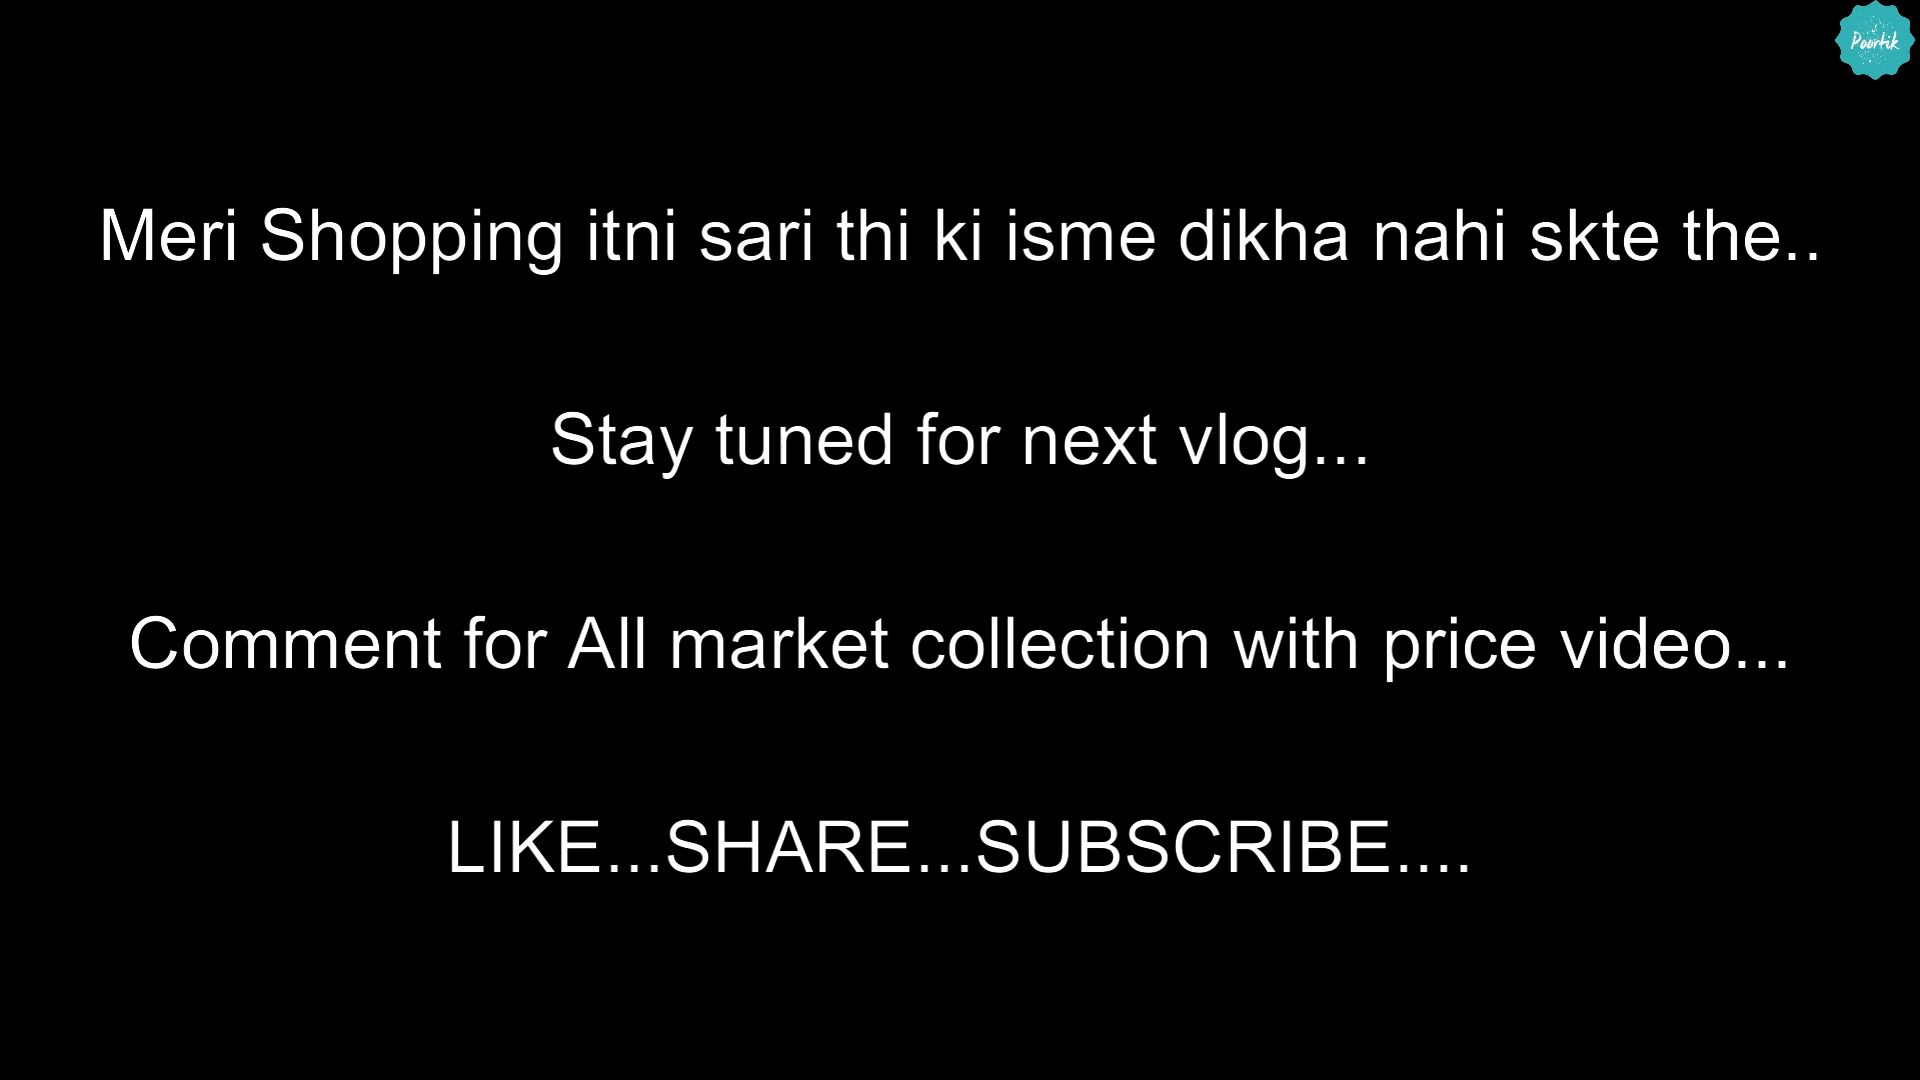 Poortik
Meri Shopping itni sari thi ki isme dikha nahi skte the..
Stay tuned for next vlog...
Comment for All market collection with price video...
LIKE...SHARE...SUBSCRIBE....